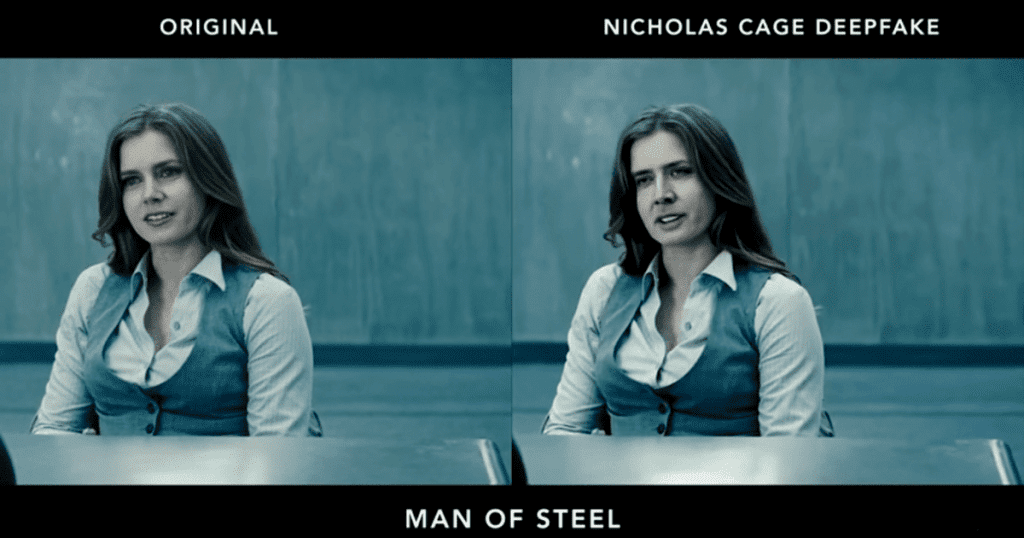 ORIGINAL
NICHOLAS CAGE DEEPFAKE
MAN OF STEEL